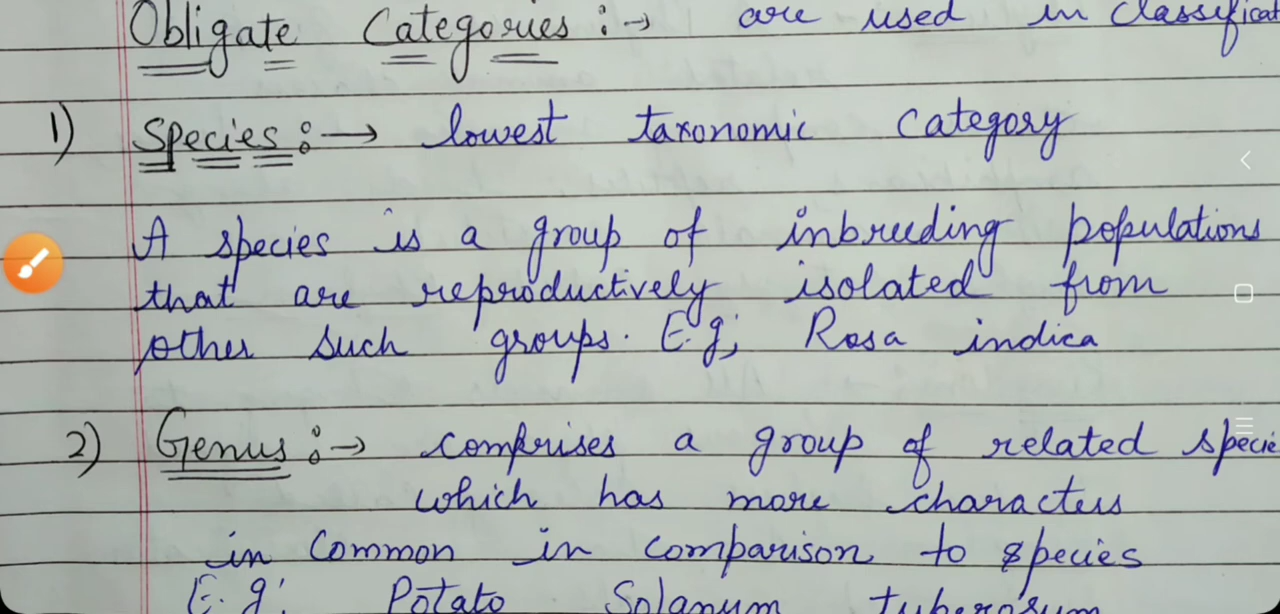 Obligate Categories :→ are used in classificat
1) Species :→ lowest taxonomic category
A species is a group of inbreeding populations
that are reproductively isolated from
other such groups. E.g; Rosa indica
2) Genus :→ comprises a group of related specie
which has more characters
in common in comparison to species
E.g: Potato Solanum tuberosum